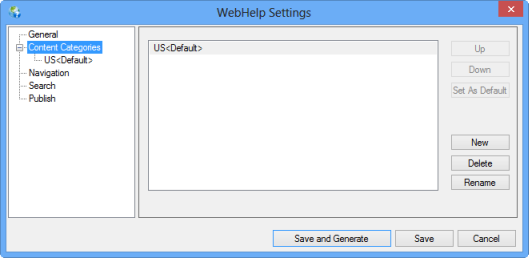 WebHelp Settings
General
Content Categories
US<Default>
Navigation
Search
Publish
US<Default>
Up
Down
Set As Default
New
Delete
Rename
Save and Generate
Save
Cancel